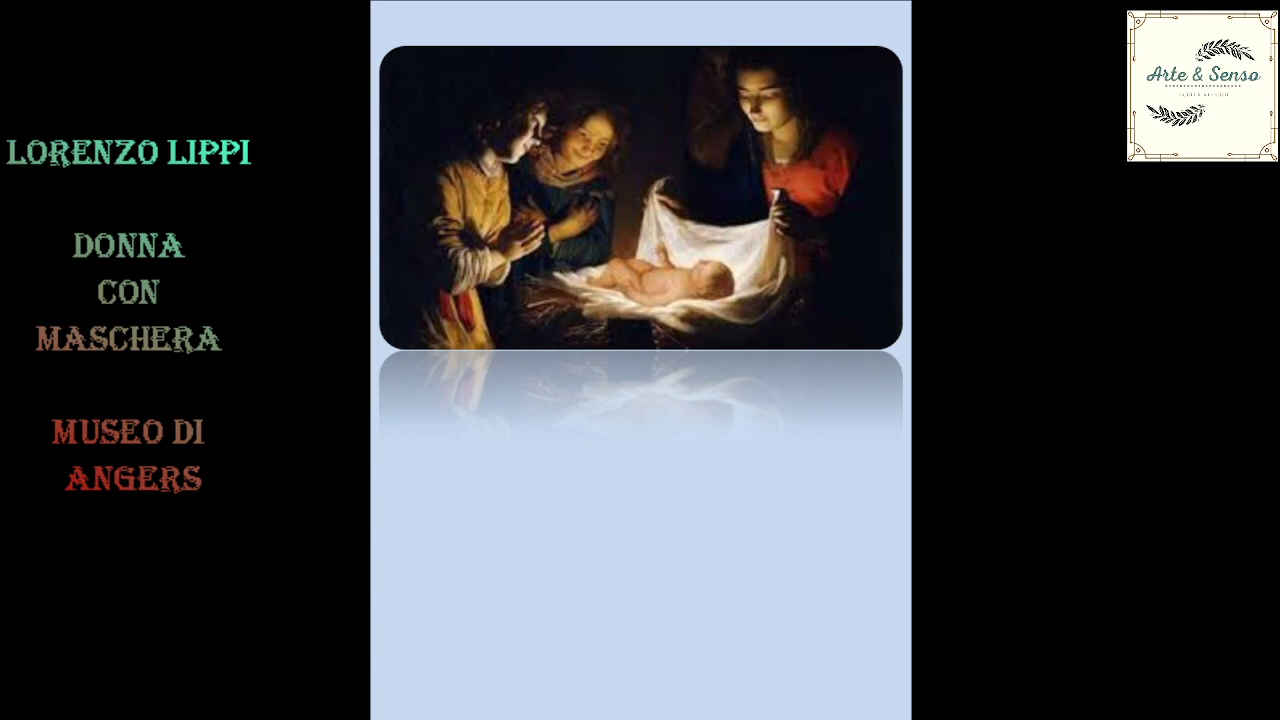 LORENZO LIPPI
DONNA
CON
MASCHERA
MUSEO DI
ANGERS
Arte & Senso